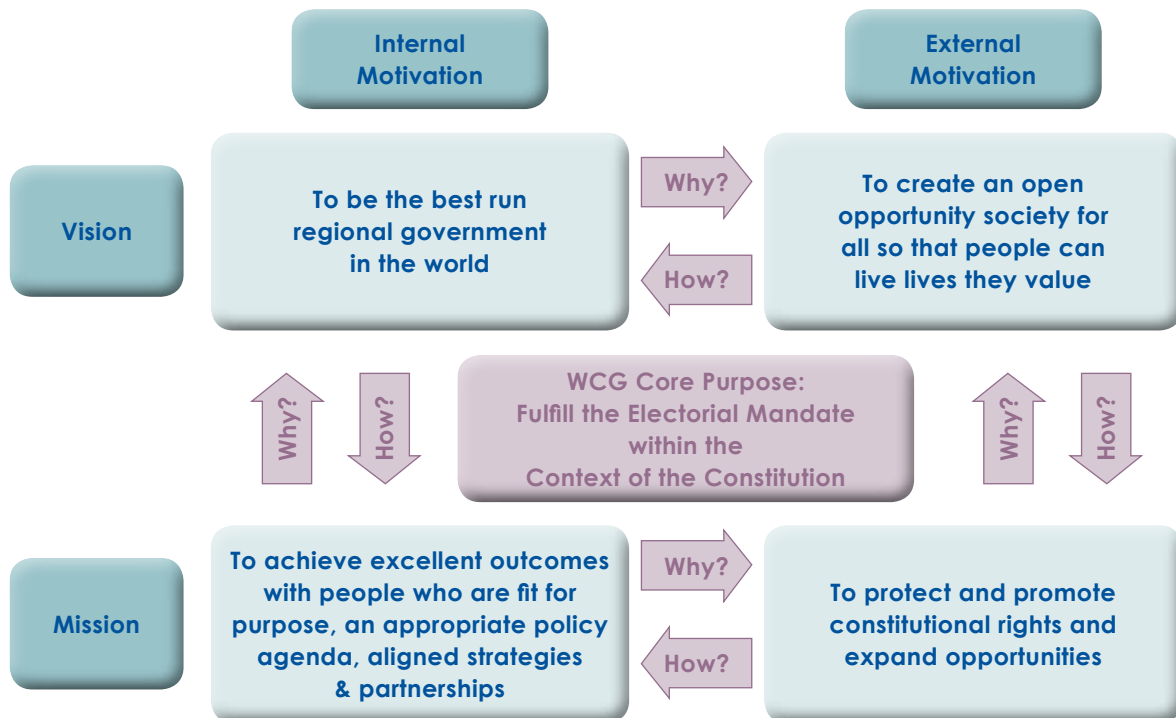 Internal
Motivation
External
Motivation
Vision
To be the best run
regional government
in the world
Why?
How?
To create an open
opportunity society for
all so that people can
live lives they value
Why?
How?
WCG Core Purpose:
Fulfill the Electorial Mandate
within the
Context of the Constitution
Why?
How?
Mission
To achieve excellent outcomes
with people who are fit for
purpose, an appropriate policy
agenda, aligned strategies
& partnerships
Why?
How?
To protect and promote
constitutional rights and
expand opportunities